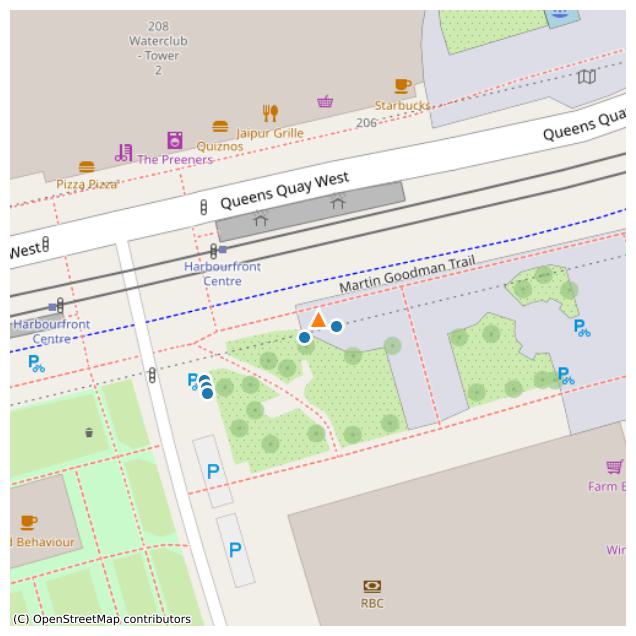 208
Waterclub
- Tower
2
Starbucks
206
Jaipur Grille
Quiznos
The Preeners
Pizza Pizza
Queens Qua
Queens Quay West
West
Harbourfront
Centre
Martin Goodman Trail
Harbourfront
Centre
P
P
P
P
P
P
Farm B
d Behaviour
P
Win
RBC
(C) OpenStreetMap contributors